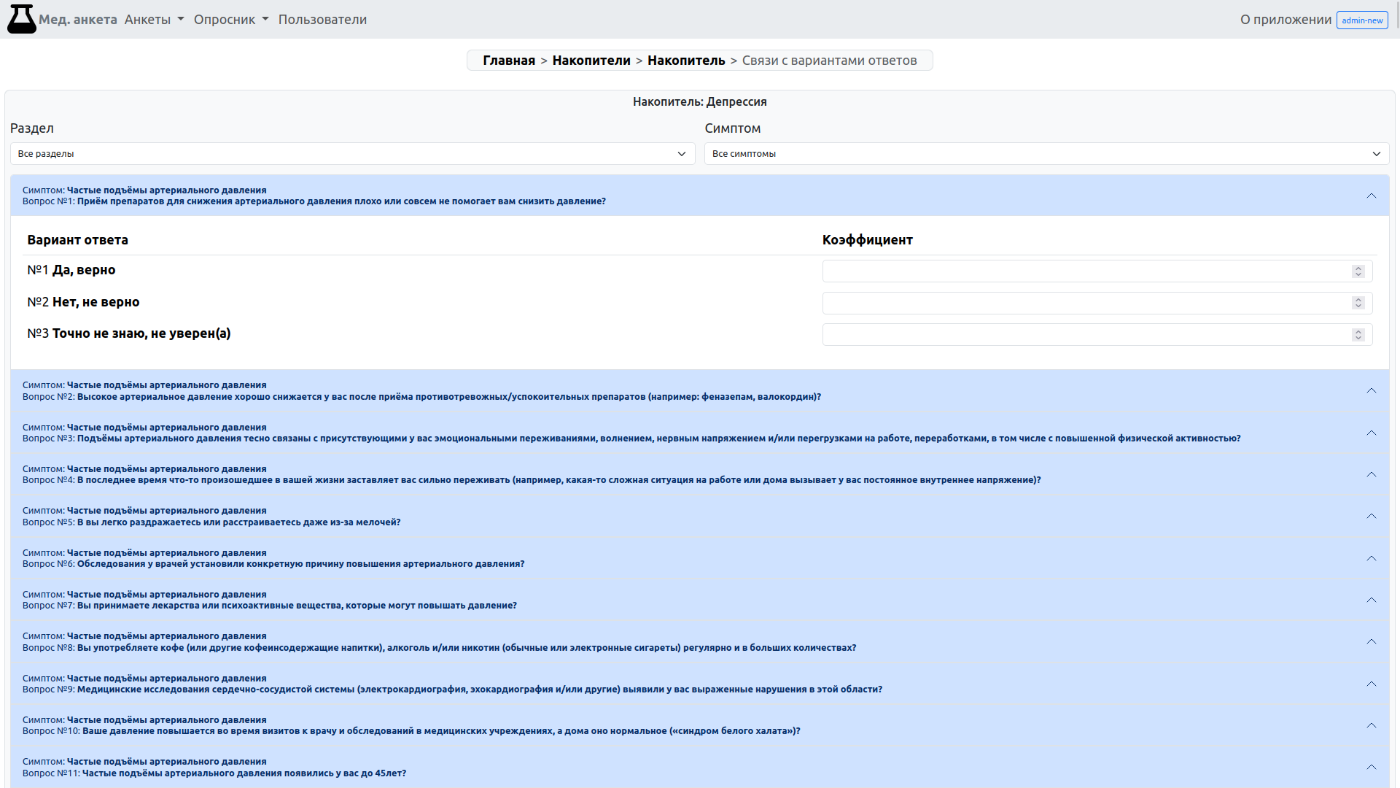 Мед. анкета Анкеты Опросник Пользователи О приложении admin-new
Главная > Накопители > Накопитель > Связи с вариантами ответов
Накопитель: Депрессия
Раздел Симптом
Все разделы Все симптомы
Симптом: Частые подъёмы артериального давления
Вопрос №1: Приём препаратов для снижения артериального давления плохо или совсем не помогает вам снизить давление?
Вариант ответа Коэффициент
№1 Да, верно
№2 Нет, не верно
№3 Точно не знаю, не уверен(а)
Симптом: Частые подъёмы артериального давления
Вопрос №2: Высокое артериальное давление хорошо снижается у вас после приёма противотревожных/успокоительных препаратов (например: феназепам, валокордин)?
Симптом: Частые подъёмы артериального давления
Вопрос №3: Подъёмы артериального давления тесно связаны с присутствующими у вас эмоциональными переживаниями, волнением, нервным напряжением и/или перегрузками на работе, переработками, в том числе с повышенной физической активностью?
Симптом: Частые подъёмы артериального давления
Вопрос №4: В последнее время что-то произошедшее в вашей жизни заставляет вас сильно переживать (например, какая-то сложная ситуация на работе или дома вызывает у вас постоянное внутреннее напряжение)?
Симптом: Частые подъёмы артериального давления
Вопрос №5: В вы легко раздражаетесь или расстраиваетесь даже из-за мелочей?
Симптом: Частые подъёмы артериального давления
Вопрос №6: Обследования у врачей установили конкретную причину повышения артериального давления?
Симптом: Частые подъёмы артериального давления
Вопрос №7: Вы принимаете лекарства или психоактивные вещества, которые могут повышать давление?
Симптом: Частые подъёмы артериального давления
Вопрос №8: Вы употребляете кофе (или другие кофеинсодержащие напитки), алкоголь и/или никотин (обычные или электронные сигареты) регулярно и в больших количествах?
Симптом: Частые подъёмы артериального давления
Вопрос №9: Медицинские исследования сердечно-сосудистой системы (электрокардиография, эхокардиография и/или другие) выявили у вас выраженные нарушения в этой области?
Симптом: Частые подъёмы артериального давления
Вопрос №10: Ваше давление повышается во время визитов к врачу и обследований в медицинских учреждениях, а дома оно нормальное («синдром белого халата»)?
Симптом: Частые подъёмы артериального давления
Вопрос №11: Частые подъёмы артериального давления появились у вас до 45лет?